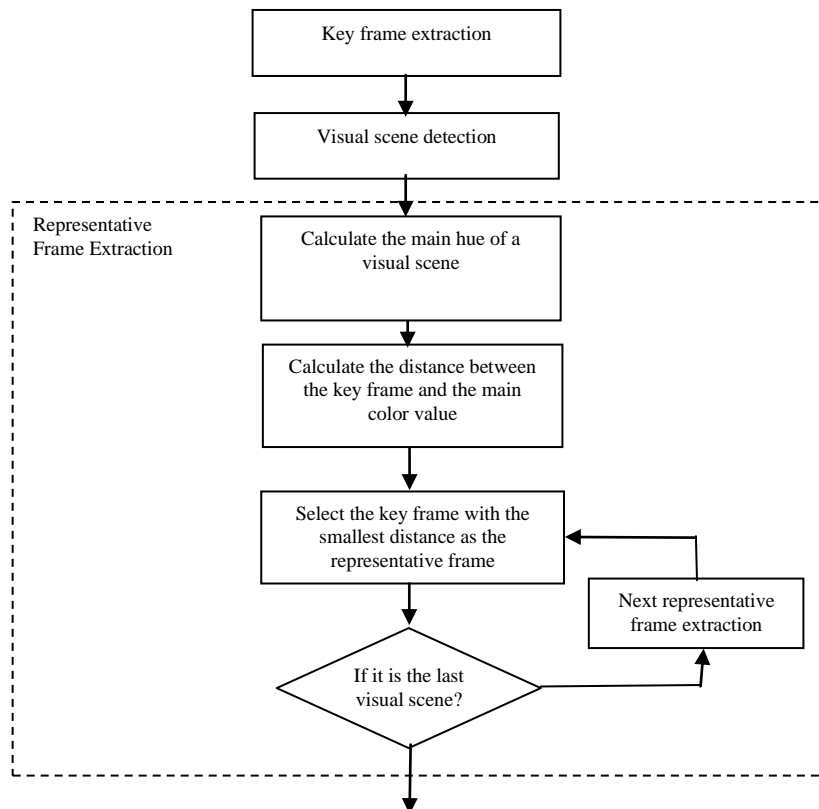 Key frame extraction
Visual scene detection
Representative
Frame Extraction
Calculate the main hue of a
visual scene
Calculate the distance between
the key frame and the main
color value
Select the key frame with the
smallest distance as the
representative frame
Next representative
frame extraction
If it is the last
visual scene?